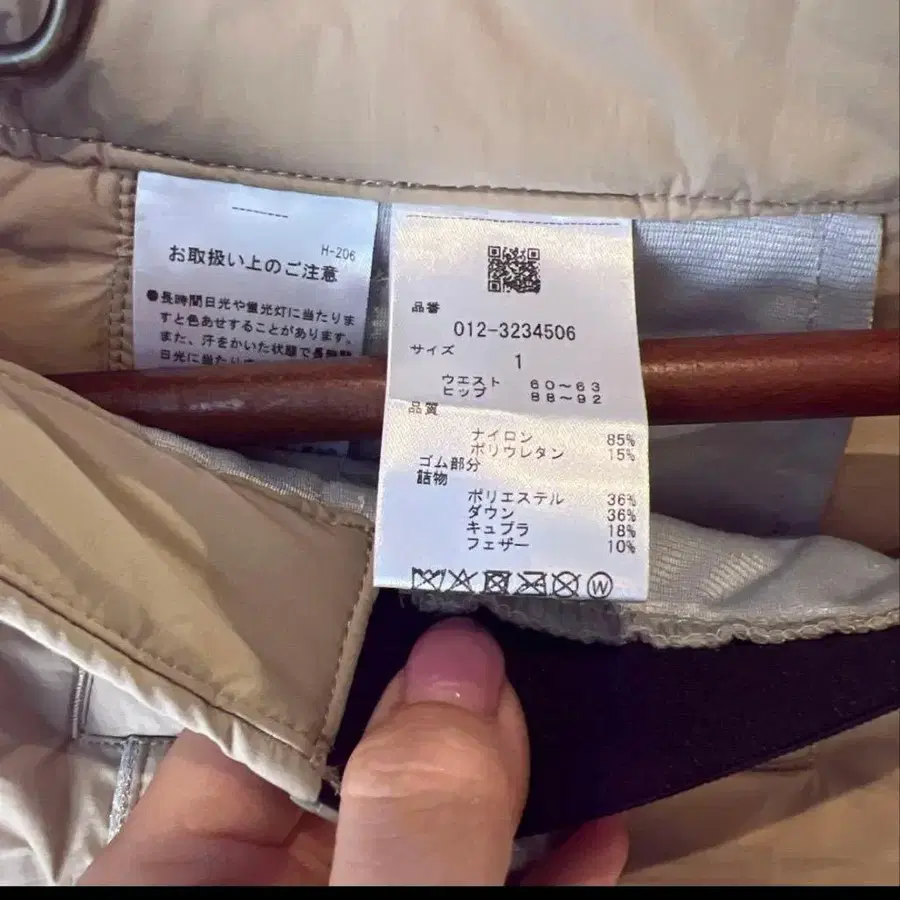 H-206
お取扱い上のご注意
●長時間日光や蛍光灯に当たりま
すと色あせすることがあります。
また、汗をかいた状態で長時間
日光に当たり
品番
012-3234506
サイズ
1
ウエスト 60〜63
ヒップ 88〜92
品質
ナイロン 85%
ポリウレタン 15%
ゴム部分
詰物
ポリエステル 36%
ダウン 36%
キュプラ 18%
フェザー 10%
W